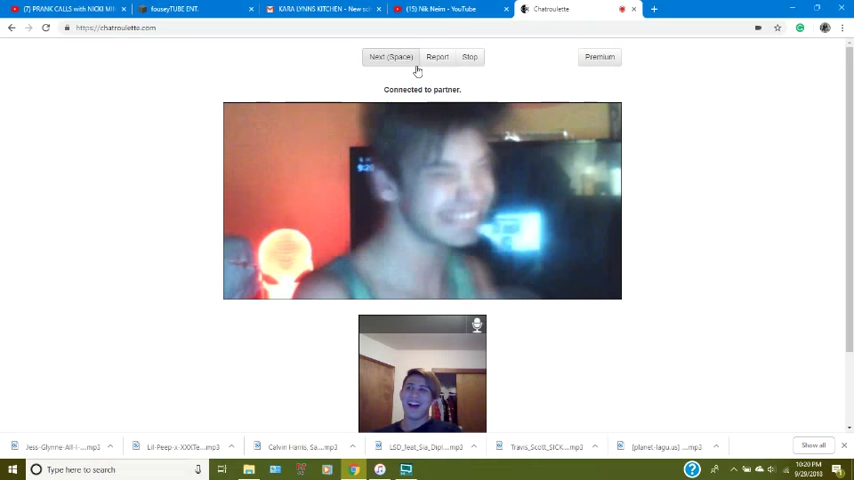 (7) PRANK CALLS with NICKI MIN
fouseyTUBE ENT.
KARA LYNNS KITCHEN - New s
(15) Nik Neim - YouTube
Chatroulette
https://chatroulette.com
Next (Space)
Report
Stop
Premium
Connected to partner.
Jess-Glynne-All-I-....mp3
Lil-Peep-x-XXXTe....mp3
Calvin Harris, Sa....mp3
LSD_feat_Sia_Dipl....mp3
Travis_Scott_SICK....mp3
[planet-lagu.us] ....mp3
Show all
Type here to search
10:20 PM
9/29/2018